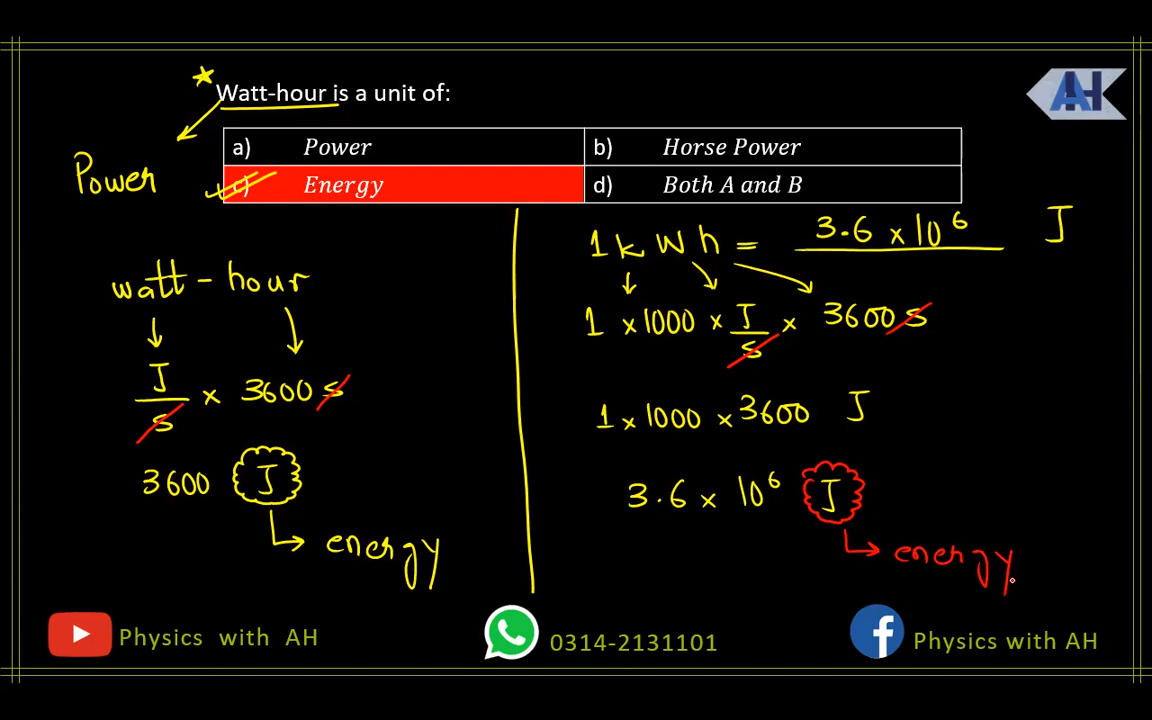 Watt-hour is a unit of:
a) Power b) Horse Power
c) Energy d) Both A and B
Power
1 k W h = 3.6 x 10⁶ J
watt - hour
1 x 1000 x J/s x 3600 s
J/s x 3600 s
1 x 1000 x 3600 J
3600 J
3.6 x 10⁶ J
energy
energy
AH
Physics with AH
0314-2131101
Physics with AH